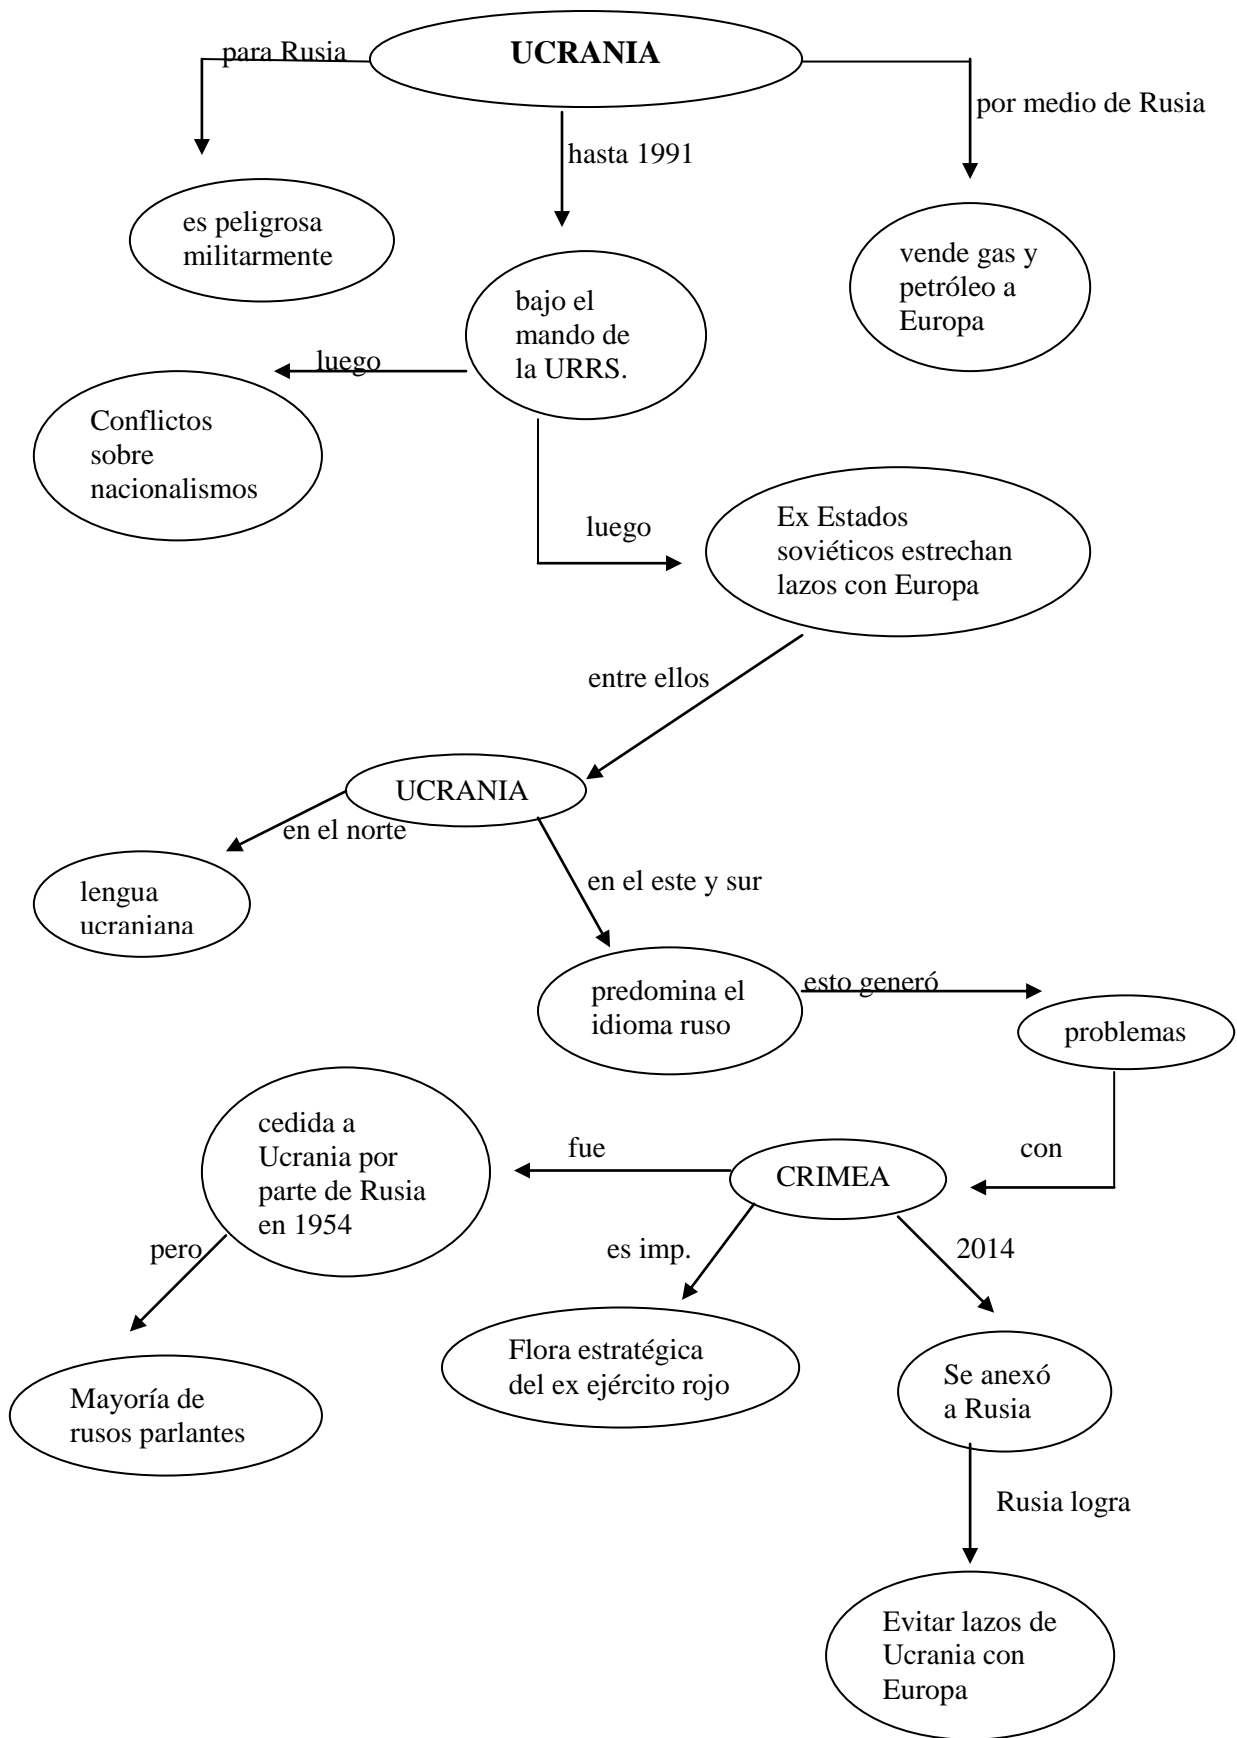 para Rusia
UCRANIA
por medio de Rusia
hasta 1991
es peligrosa
militarmente
vende gas y
petróleo a
Europa
bajo el
mando de
la URRS.
luego
Conflictos
sobre
nacionalismos
luego
Ex Estados
soviéticos estrechan
lazos con Europa
entre ellos
UCRANIA
en el norte
lengua
ucraniana
en el este y sur
predomina el
idioma ruso
esto generó
problemas
con
CRIMEA
fue
cedida a
Ucrania por
parte de Rusia
en 1954
pero
Mayoría de
rusos parlantes
es imp.
Flora estratégica
del ex ejército rojo
2014
Se anexó
a Rusia
Rusia logra
Evitar lazos de
Ucrania con
Europa